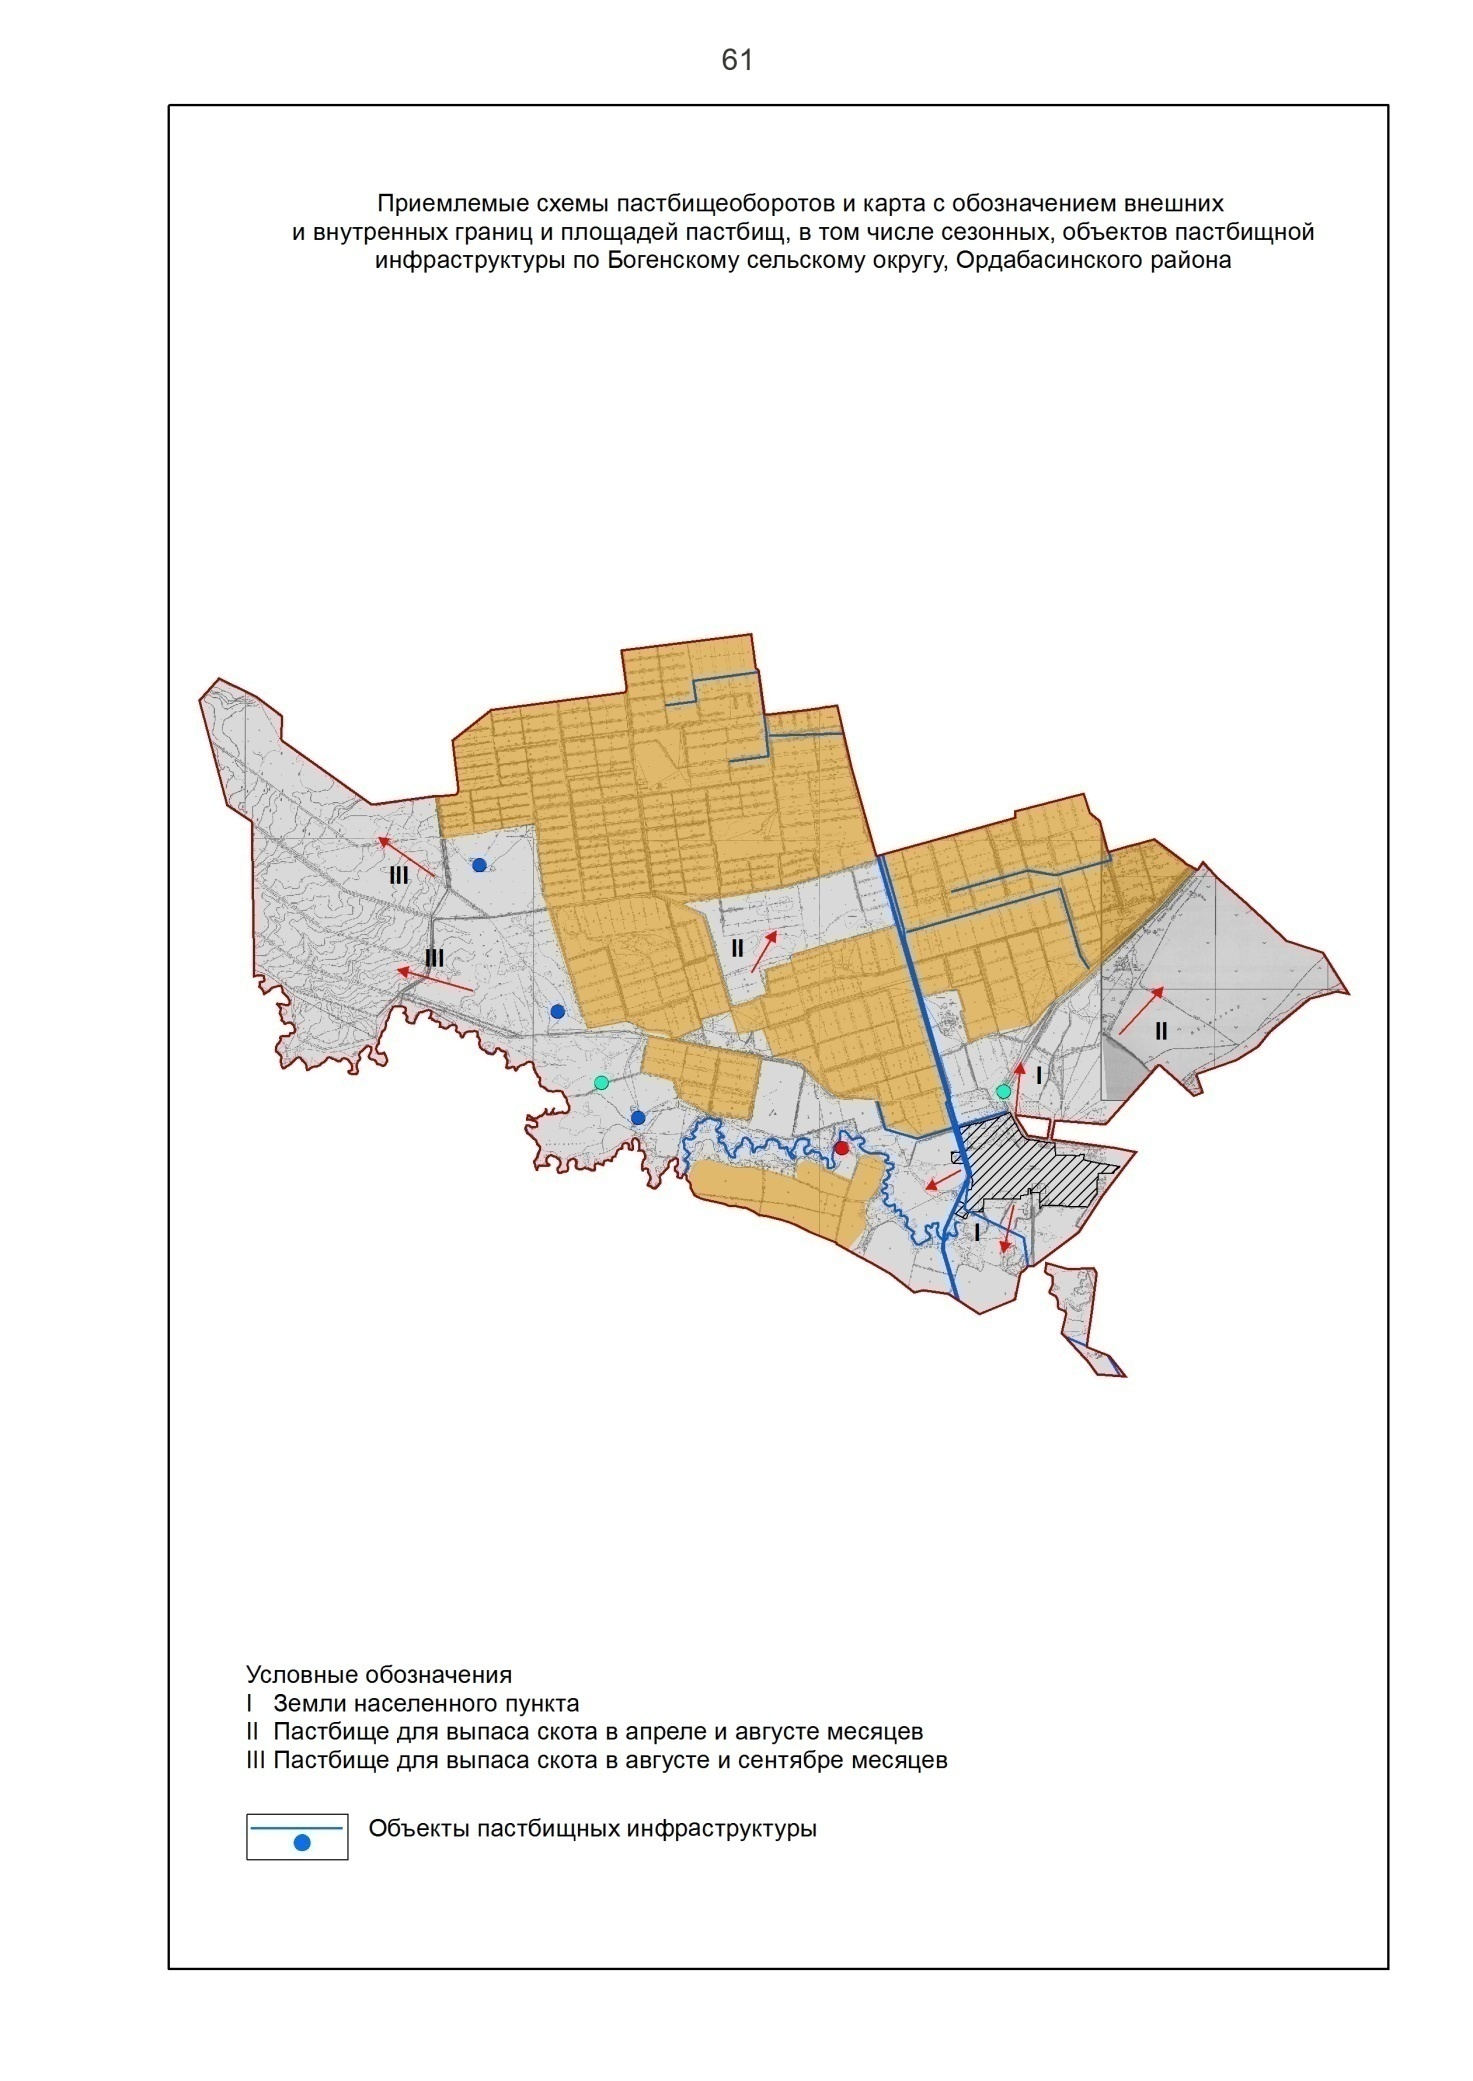 61
Приемлемые схемы пастбищеоборотов и карта с обозначением внешних
и внутренных границ и площадей пастбищ, в том числе сезонных, объектов пастбищной
инфраструктуры по Богенскому сельскому округу, Ордабасинского района
III
III
II
II
I
I
Условные обозначения
I Земли населенного пункта
II Пастбище для выпаса скота в апреле и августе месяцев
III Пастбище для выпаса скота в августе и сентябре месяцев
Объекты пастбищных инфраструктуры